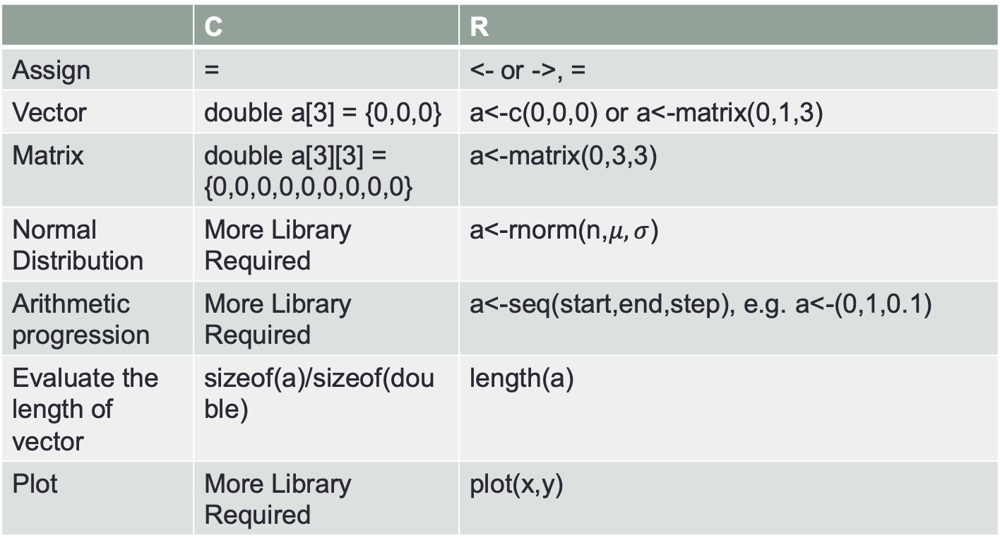 C R
Assign = <- or ->, =
Vector double a[3] = {0,0,0} a<-c(0,0,0) or a<-matrix(0,1,3)
Matrix double a[3][3] = a<-matrix(0,3,3)
{0,0,0,0,0,0,0,0,0}
Normal More Library a<-rnorm(n,𝜇, 𝜎)
Distribution Required
Arithmetic More Library a<-seq(start,end,step), e.g. a<-(0,1,0.1)
progression Required
Evaluate the sizeof(a)/sizeof(dou length(a)
length of ble)
vector
Plot More Library plot(x,y)
Required